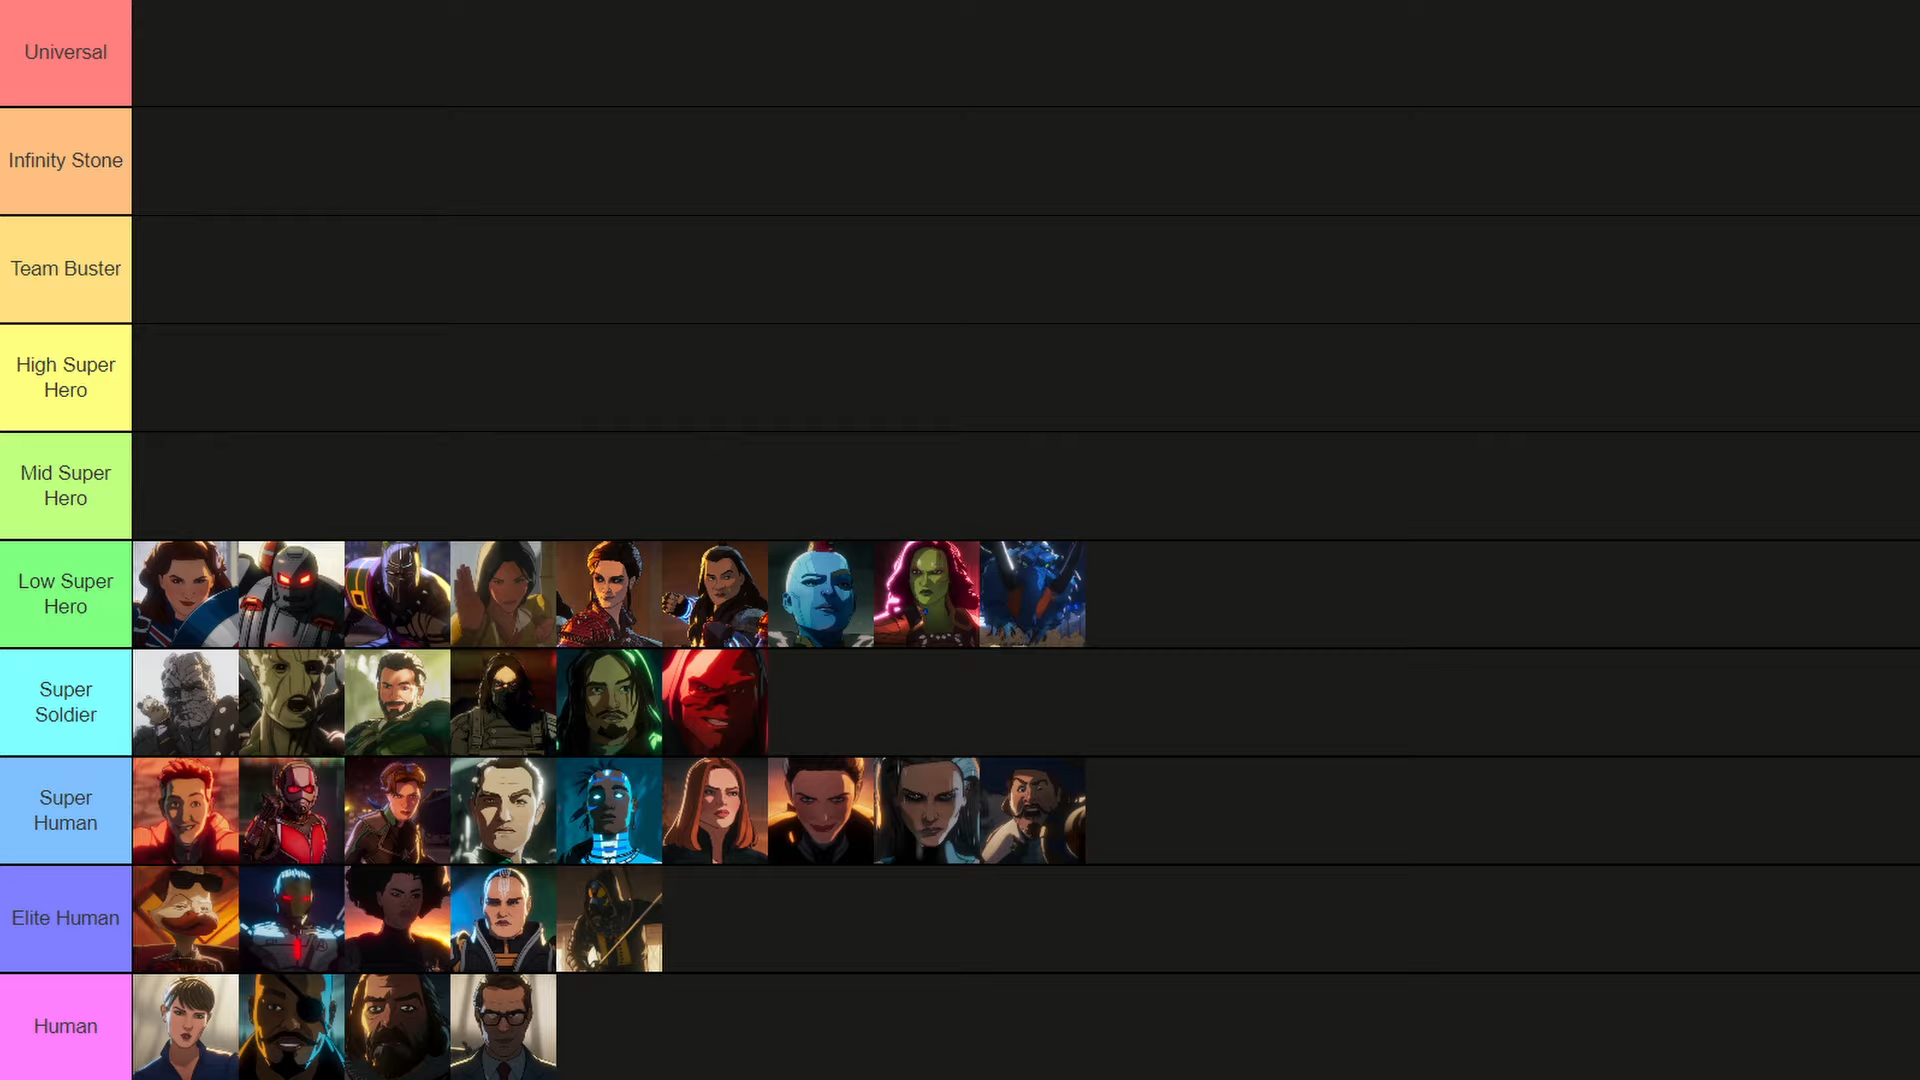 Universal
Infinity Stone
Team Buster
High Super
Hero
Mid Super
Hero
Low Super
Hero
Super
Soldier
Super
Human
Elite Human
Human